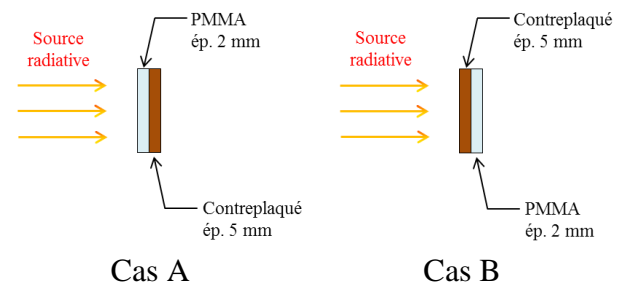 PMMA
ép. 2 mm
Source
radiative
Contreplaqué
ép. 5 mm
Cas A
Contreplaqué
ép. 5 mm
Source
radiative
PMMA
ép. 2 mm
Cas B